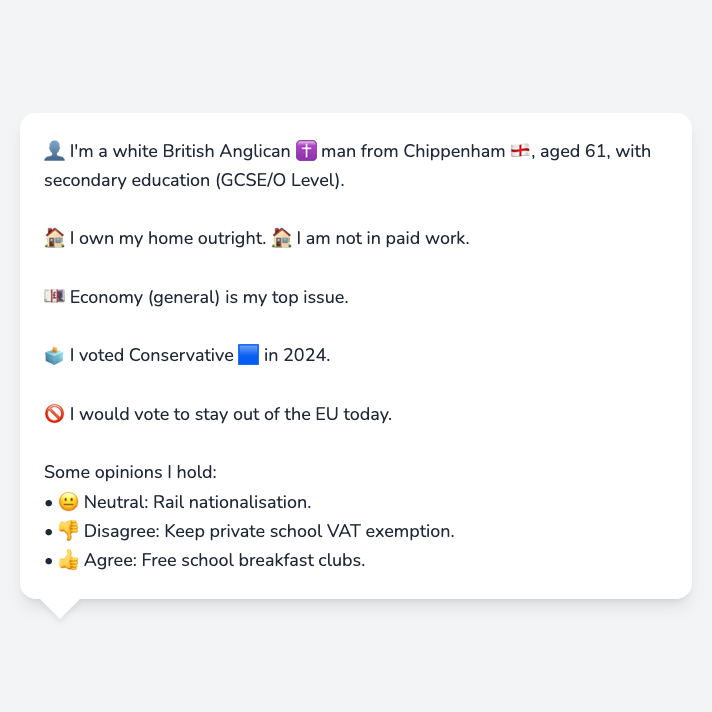 👤 I'm a white British Anglican ✝️ man from Chippenham 🏴󠁧󠁢󠁥󠁮󠁧󠁿, aged 61, with
secondary education (GCSE/O Level).
🏠 I own my home outright. 🏠 I am not in paid work.
💷 Economy (general) is my top issue.
🗳️ I voted Conservative 🟦 in 2024.
🚫 I would vote to stay out of the EU today.
Some opinions I hold:
• 😐 Neutral: Rail nationalisation.
• 👎 Disagree: Keep private school VAT exemption.
• 👍 Agree: Free school breakfast clubs.